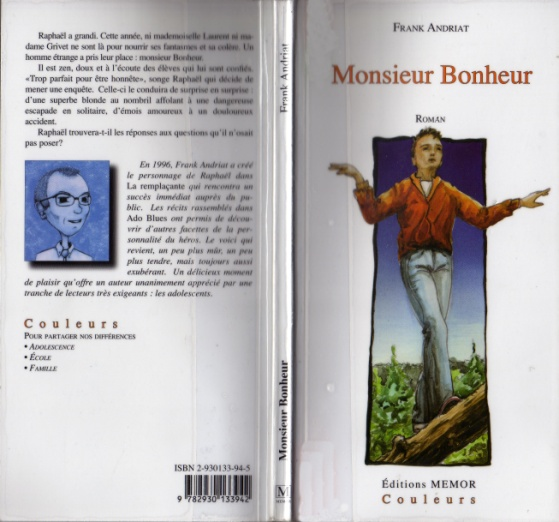 Raphaël a grandi. Cette année, ni mademoiselle Laurent ni ma-
dame Grivet ne sont là pour nourrir ses fantasmes et sa colère. Un
homme étrange a pris leur place : monsieur Bonheur.
Il est zen, doux et à l'écoute des élèves qui lui sont confiés.
«Trop parfait pour être honnête», songe Raphaël qui décide de
mener une enquête. Celle-ci le conduira de surprise en surprise :
d'une superbe blonde au nombril affolant à une dangereuse
escapade en solitaire, d'émois amoureux à un douloureux
accident.
Raphaël trouvera-t-il les réponses aux questions qu'il n'osait
pas poser?
En 1996, Frank Andriat a créé
le personnage de Raphaël dans
La remplaçante qui rencontra un
succès immédiat auprès du pu-
blic. Les récits rassemblés dans
Ado Blues ont permis de décou-
vrir d'autres facettes de la per-
sonnalité du héros. Le voici qui
revient, un peu plus mûr, un peu
plus tendre, mais toujours aussi
exubérant. Un délicieux moment
de plaisir qu'offre un auteur unanimement apprécié par une
tranche de lecteurs très exigeants : les adolescents.
Couleurs
POUR PARTAGER NOS DIFFÉRENCES
• ADOLESCENCE
• ÉCOLE
• FAMILLE
ISBN 2-930133-94-5
9 782930 133942
Frank Andriat
Monsieur Bonheur
M
FRANK ANDRIAT
Monsieur Bonheur
ROMAN
Éditions MEMOR
Couleurs